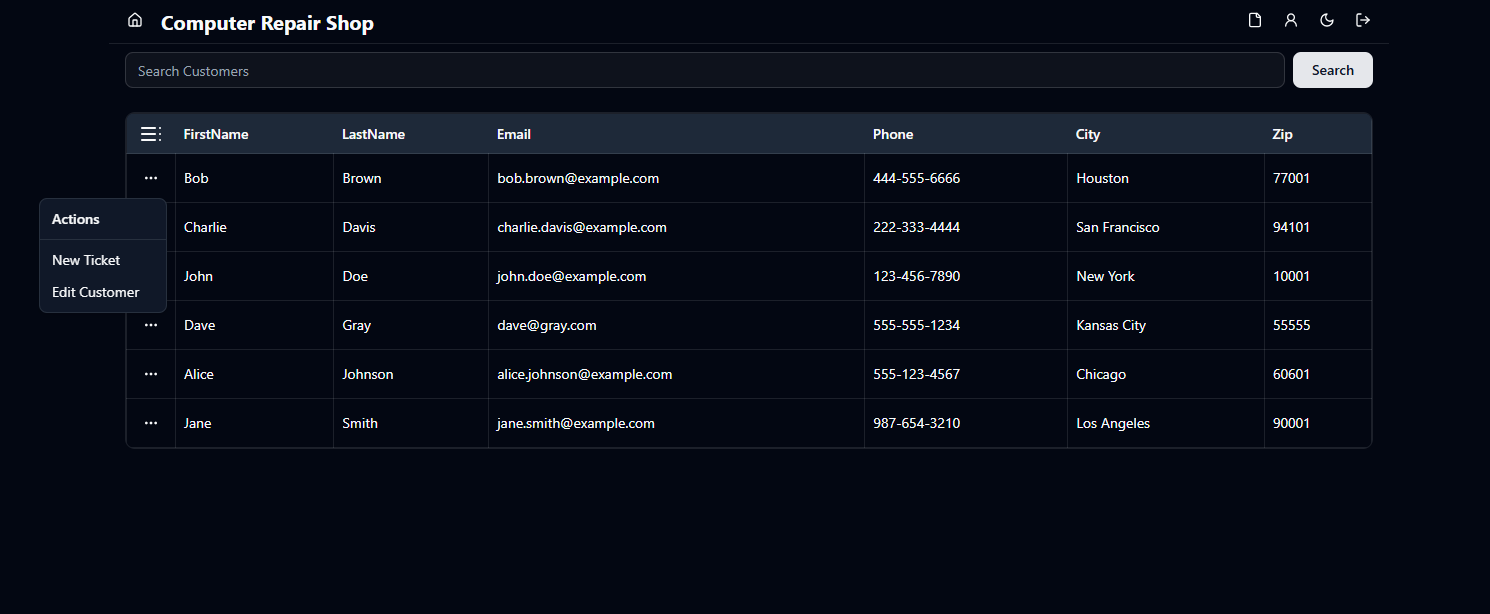 Computer Repair Shop
Search Customers
Search
FirstName LastName Email Phone City Zip
Bob Brown bob.brown@example.com 444-555-6666 Houston 77001
Actions
New Ticket
Edit Customer
Charlie Davis charlie.davis@example.com 222-333-4444 San Francisco 94101
John Doe john.doe@example.com 123-456-7890 New York 10001
Dave Gray dave@gray.com 555-555-1234 Kansas City 55555
Alice Johnson alice.johnson@example.com 555-123-4567 Chicago 60601
Jane Smith jane.smith@example.com 987-654-3210 Los Angeles 90001